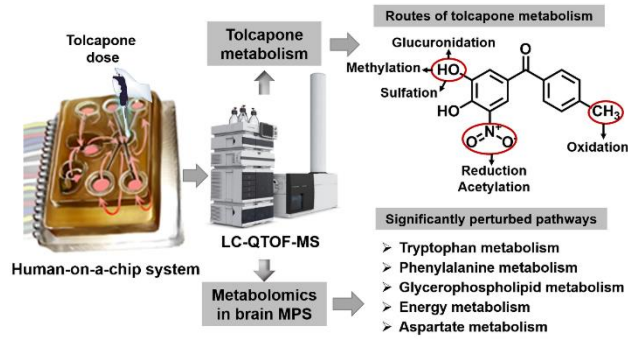 Tolcapone
dose
Human-on-a-chip system
Tolcapone
metabolism
LC-QTOF-MS
Metabolomics
in brain MPS
Routes of tolcapone metabolism
Glucuronidation
Methylation
Sulfation
HO
HO
O
N+
O O-
CH3
Oxidation
Reduction
Acetylation
Significantly perturbed pathways
➢ Tryptophan metabolism
➢ Phenylalanine metabolism
➢ Glycerophospholipid metabolism
➢ Energy metabolism
➢ Aspartate metabolism